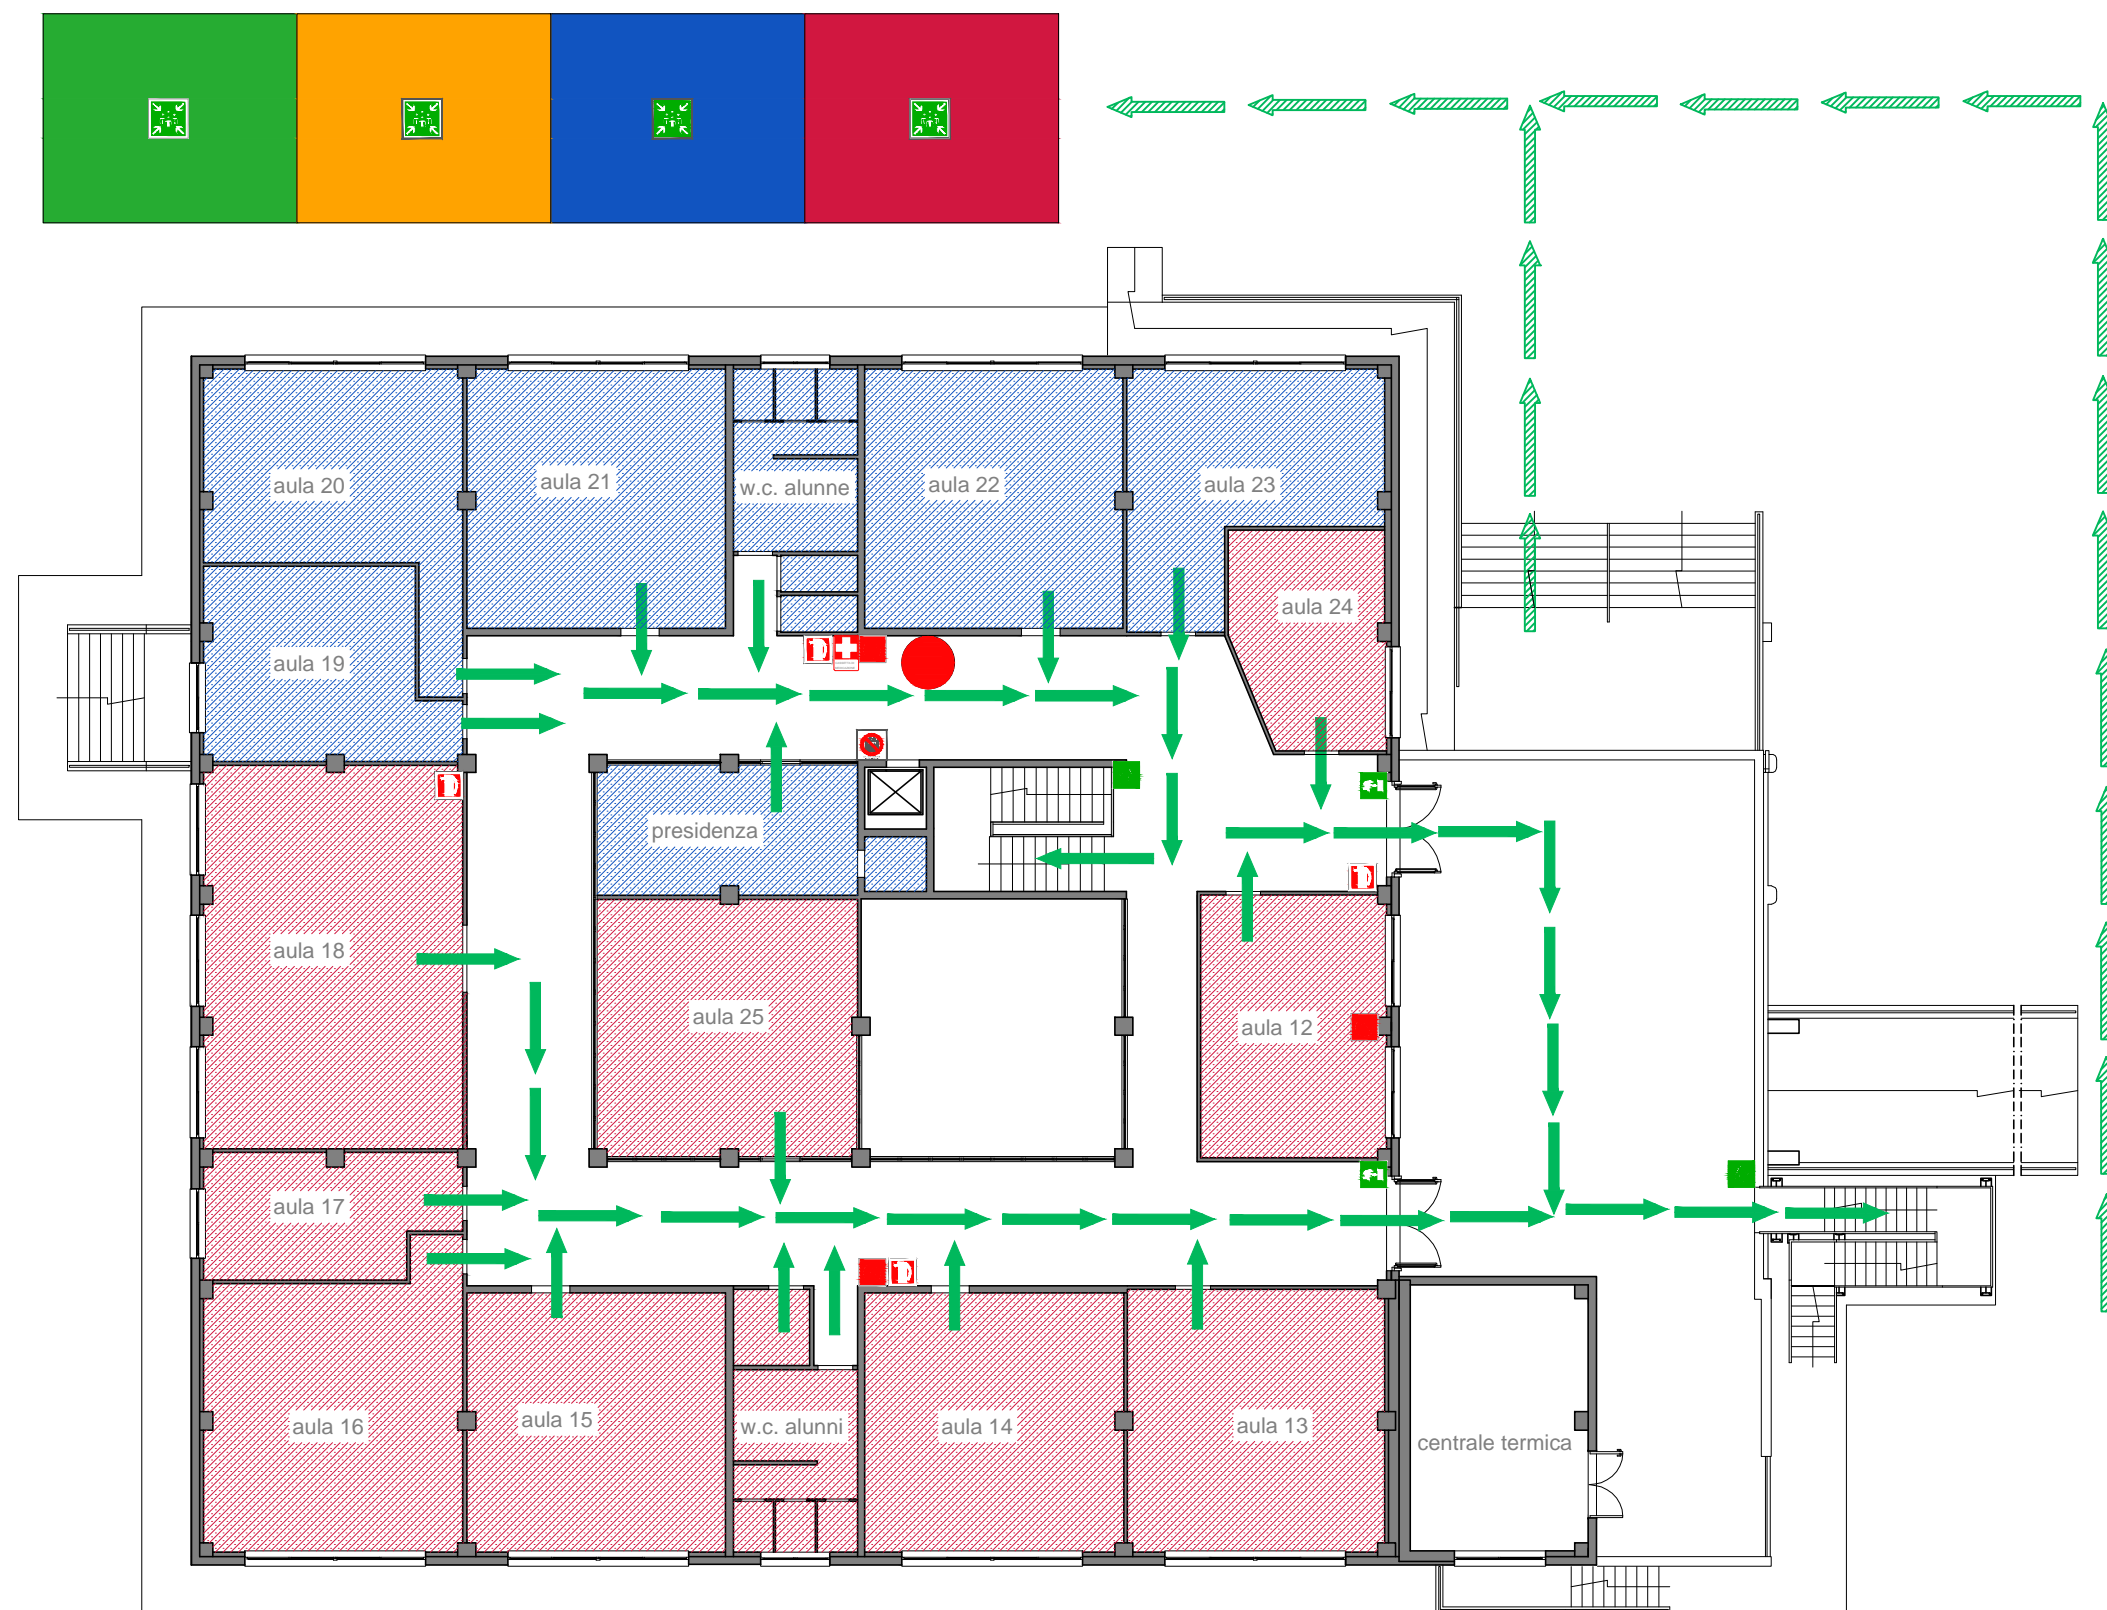 aula 20
aula 21
w.c. alunne
aula 22
aula 23
aula 24
aula 19
presidenza
aula 18
aula 25
aula 12
aula 17
aula 16
aula 15
w.c. alunni
aula 14
aula 13
centrale termica